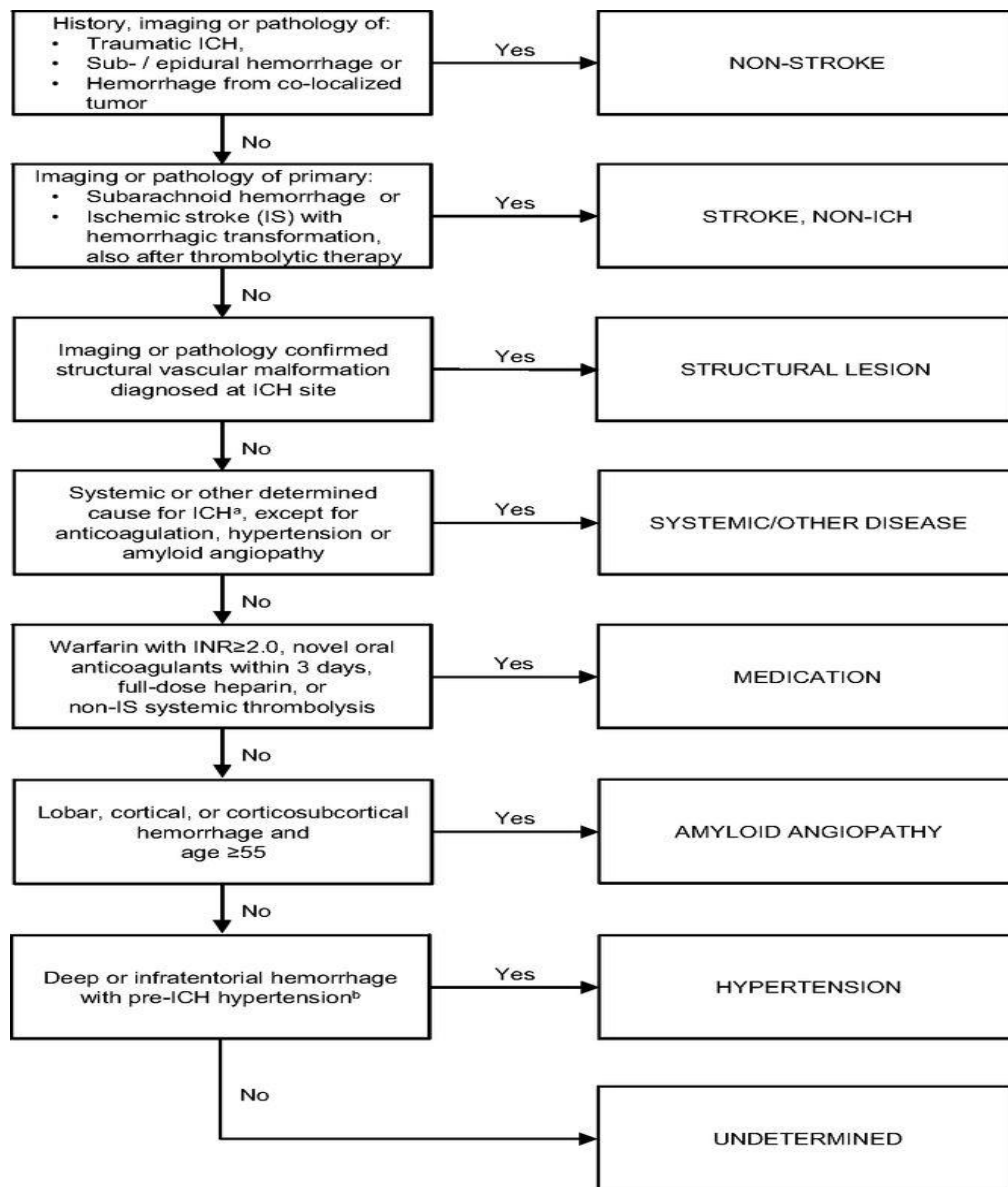 History, imaging or pathology of:
• Traumatic ICH,
• Sub- / epidural hemorrhage or
• Hemorrhage from co-localized
tumor
Yes
NON-STROKE
No
Imaging or pathology of primary:
• Subarachnoid hemorrhage or
• Ischemic stroke (IS) with
hemorrhagic transformation,
also after thrombolytic therapy
Yes
STROKE, NON-ICH
No
Imaging or pathology confirmed
structural vascular malformation
diagnosed at ICH site
Yes
STRUCTURAL LESION
No
Systemic or other determined
cause for ICHᵃ, except for
anticoagulation, hypertension or
amyloid angiopathy
Yes
SYSTEMIC/OTHER DISEASE
No
Warfarin with INR≥2.0, novel oral
anticoagulants within 3 days,
full-dose heparin, or
non-IS systemic thrombolysis
Yes
MEDICATION
No
Lobar, cortical, or corticosubcortical
hemorrhage and
age ≥55
Yes
AMYLOID ANGIOPATHY
No
Deep or infratentorial hemorrhage
with pre-ICH hypertensionᵇ
Yes
HYPERTENSION
No
UNDETERMINED